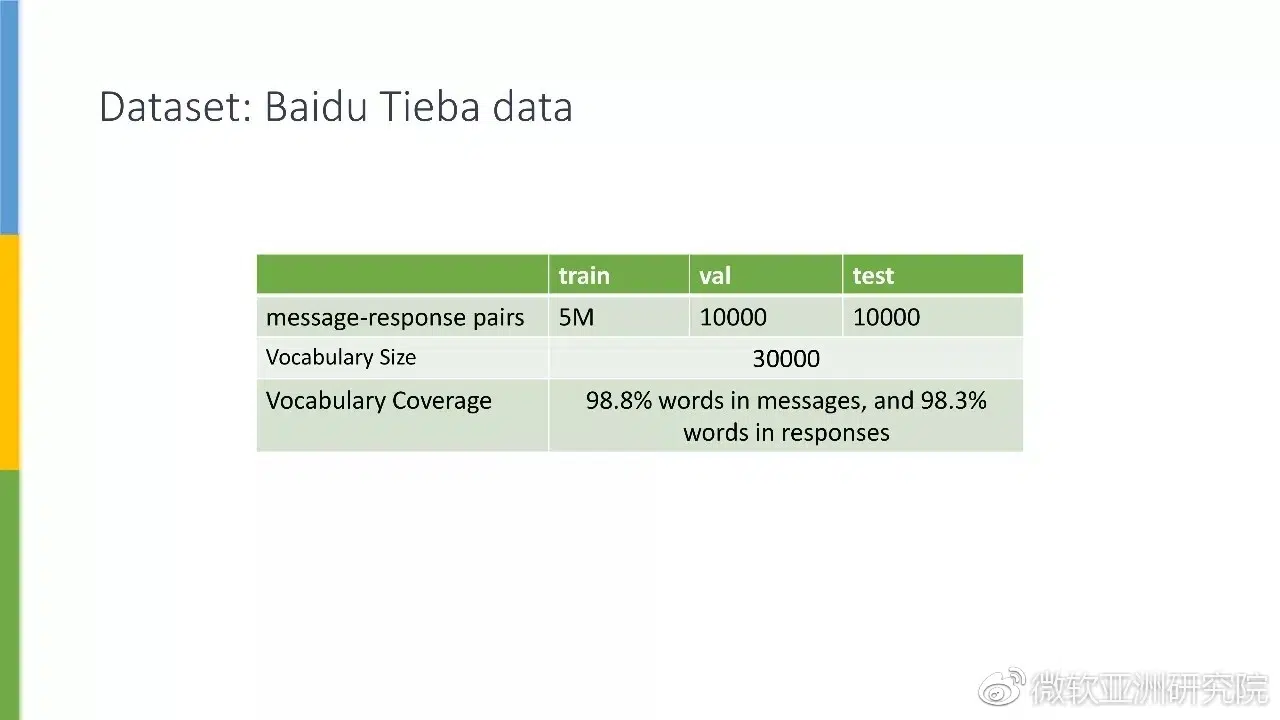 Dataset: Baidu Tieba data
train val test
message-response pairs 5M 10000 10000
Vocabulary Size 30000
Vocabulary Coverage 98.8% words in messages, and 98.3%
words in responses
微软亚洲研究院